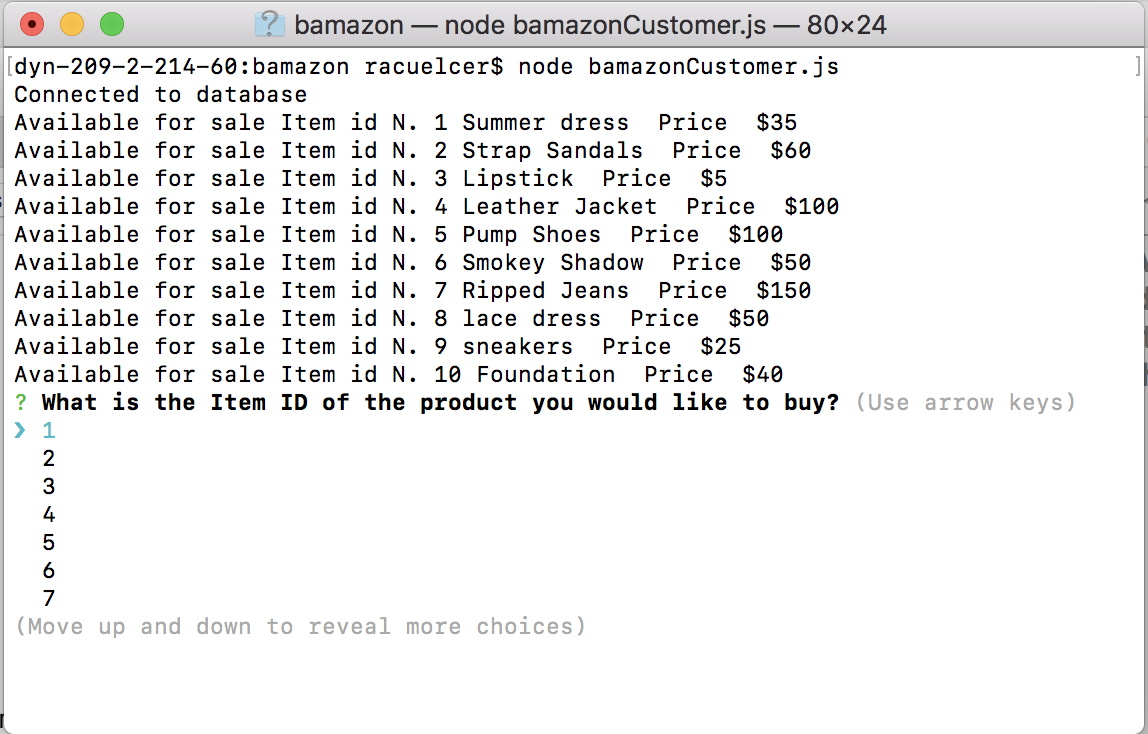 bamazon — node bamazonCustomer.js — 80×24
[dyn-209-2-214-60:bamazon racuelcer$ node bamazonCustomer.js ]
Connected to database
Available for sale Item id N. 1 Summer dress  Price  $35
Available for sale Item id N. 2 Strap Sandals  Price  $60
Available for sale Item id N. 3 Lipstick  Price  $5
Available for sale Item id N. 4 Leather Jacket  Price  $100
Available for sale Item id N. 5 Pump Shoes  Price  $100
Available for sale Item id N. 6 Smokey Shadow  Price  $50
Available for sale Item id N. 7 Ripped Jeans  Price  $150
Available for sale Item id N. 8 lace dress  Price  $50
Available for sale Item id N. 9 sneakers  Price  $25
Available for sale Item id N. 10 Foundation  Price  $40
? What is the Item ID of the product you would like to buy? (Use arrow keys)
❯ 1
2
3
4
5
6
7
(Move up and down to reveal more choices)